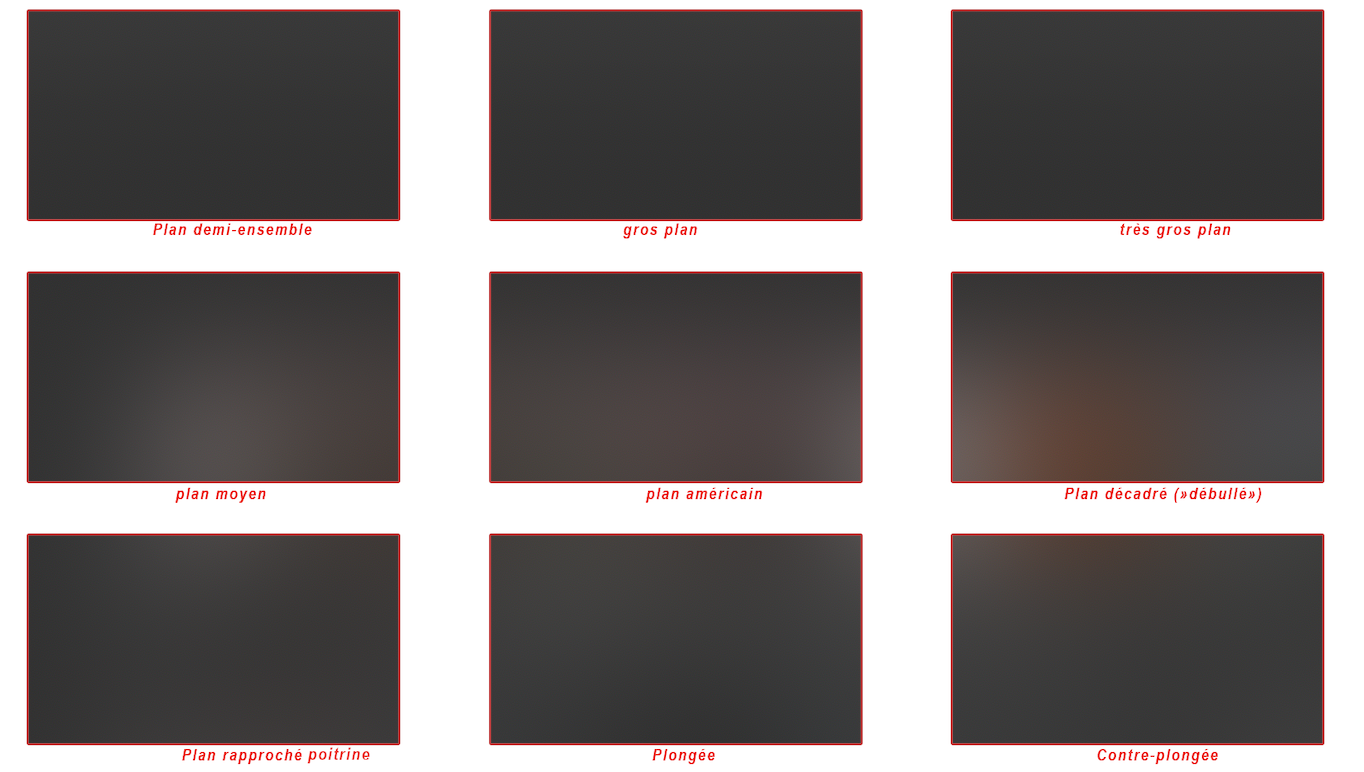 Plan demi-ensemble
gros plan
très gros plan
plan moyen
plan américain
Plan décadré (»débullé»)
Plan rapproché poitrine
Plongée
Contre-plongée